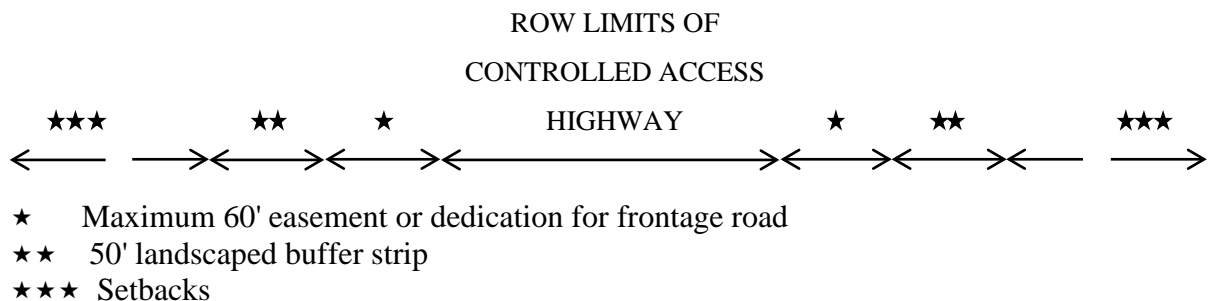 ROW LIMITS OF
CONTROLLED ACCESS
★★★ ★★ ★ HIGHWAY ★ ★★ ★★★
★ Maximum 60' easement or dedication for frontage road
★★ 50' landscaped buffer strip
★★★ Setbacks